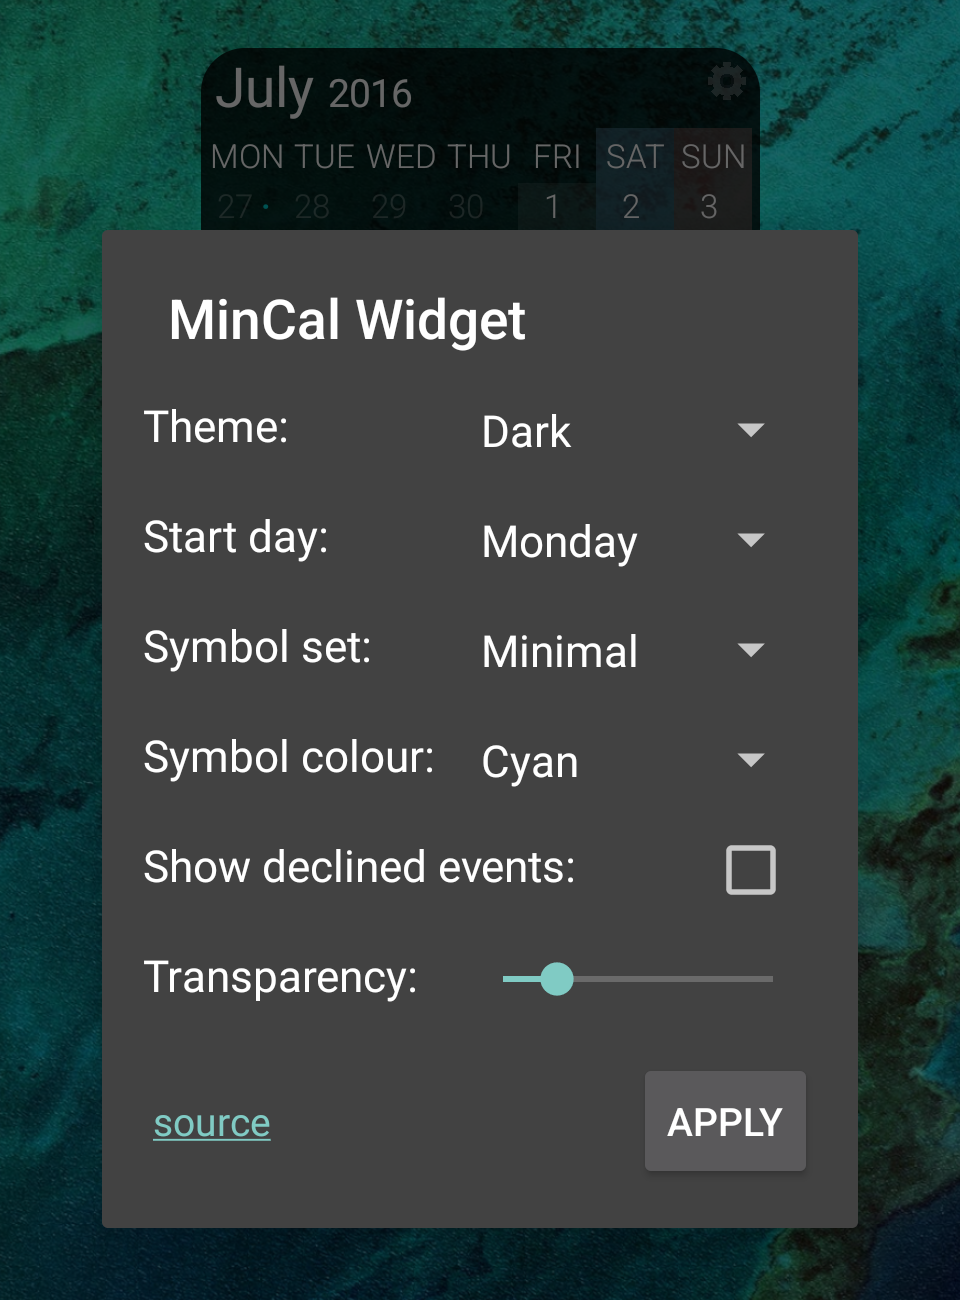 July 2016
MON TUE WED THU FRI SAT SUN
27 28 29 30 1 2 3
MinCal Widget
Theme: Dark
Start day: Monday
Symbol set: Minimal
Symbol colour: Cyan
Show declined events:
Transparency:
source APPLY